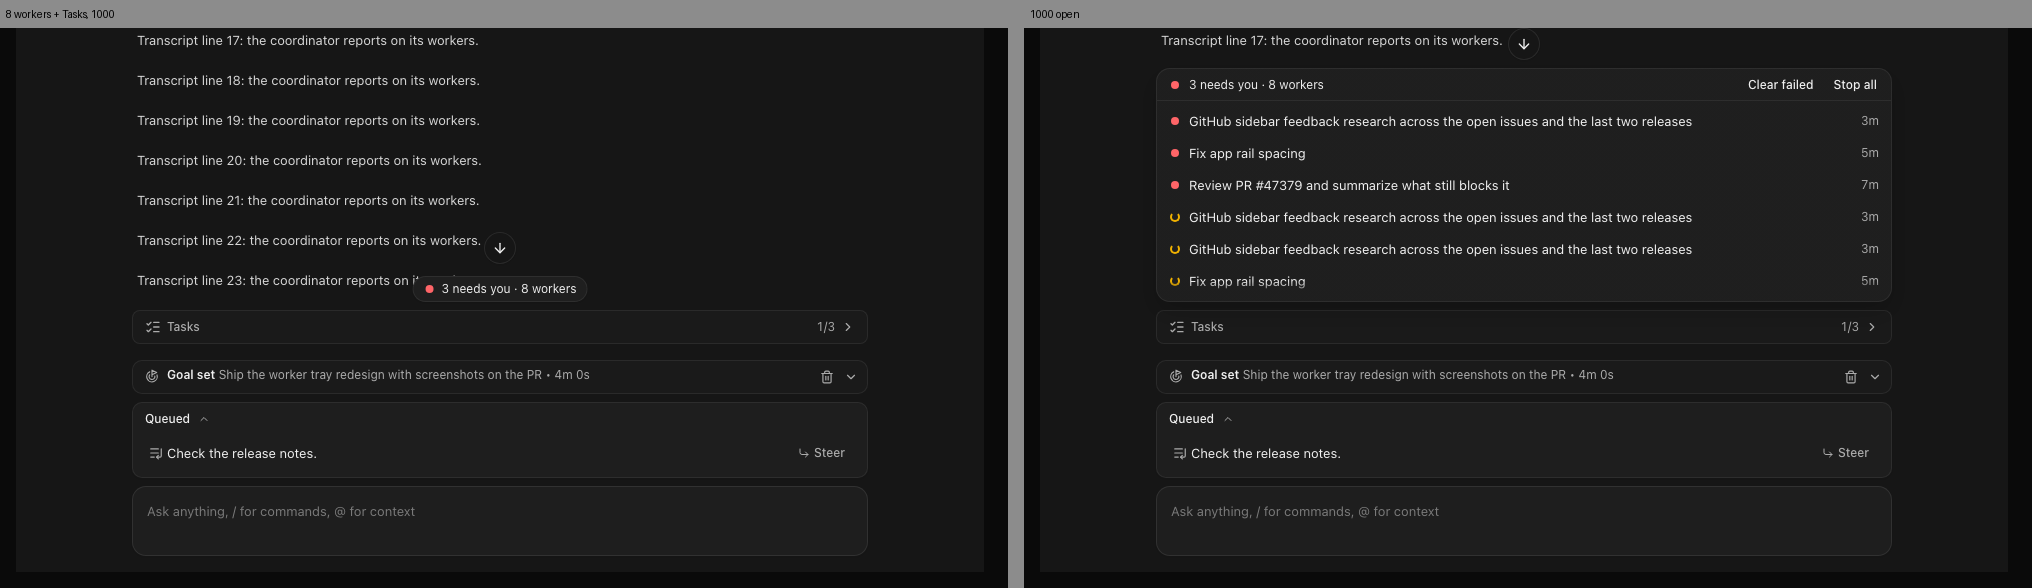 8 workers + Tasks, 1000
Transcript line 17: the coordinator reports on its workers.
Transcript line 18: the coordinator reports on its workers.
Transcript line 19: the coordinator reports on its workers.
Transcript line 20: the coordinator reports on its workers.
Transcript line 21: the coordinator reports on its workers.
Transcript line 22: the coordinator reports on its workers.
Transcript line 23: the coordinator reports on
3 needs you · 8 workers
Tasks 1/3
Goal set Ship the worker tray redesign with screenshots on the PR • 4m 0s
Queued
Check the release notes. Steer
Ask anything, / for commands, @ for context
1000 open
Transcript line 17: the coordinator reports on its workers.
3 needs you · 8 workers Clear failed Stop all
GitHub sidebar feedback research across the open issues and the last two releases 3m
Fix app rail spacing 5m
Review PR #47379 and summarize what still blocks it 7m
GitHub sidebar feedback research across the open issues and the last two releases 3m
GitHub sidebar feedback research across the open issues and the last two releases 3m
Fix app rail spacing 5m
Tasks 1/3
Goal set Ship the worker tray redesign with screenshots on the PR • 4m 0s
Queued
Check the release notes. Steer
Ask anything, / for commands, @ for context